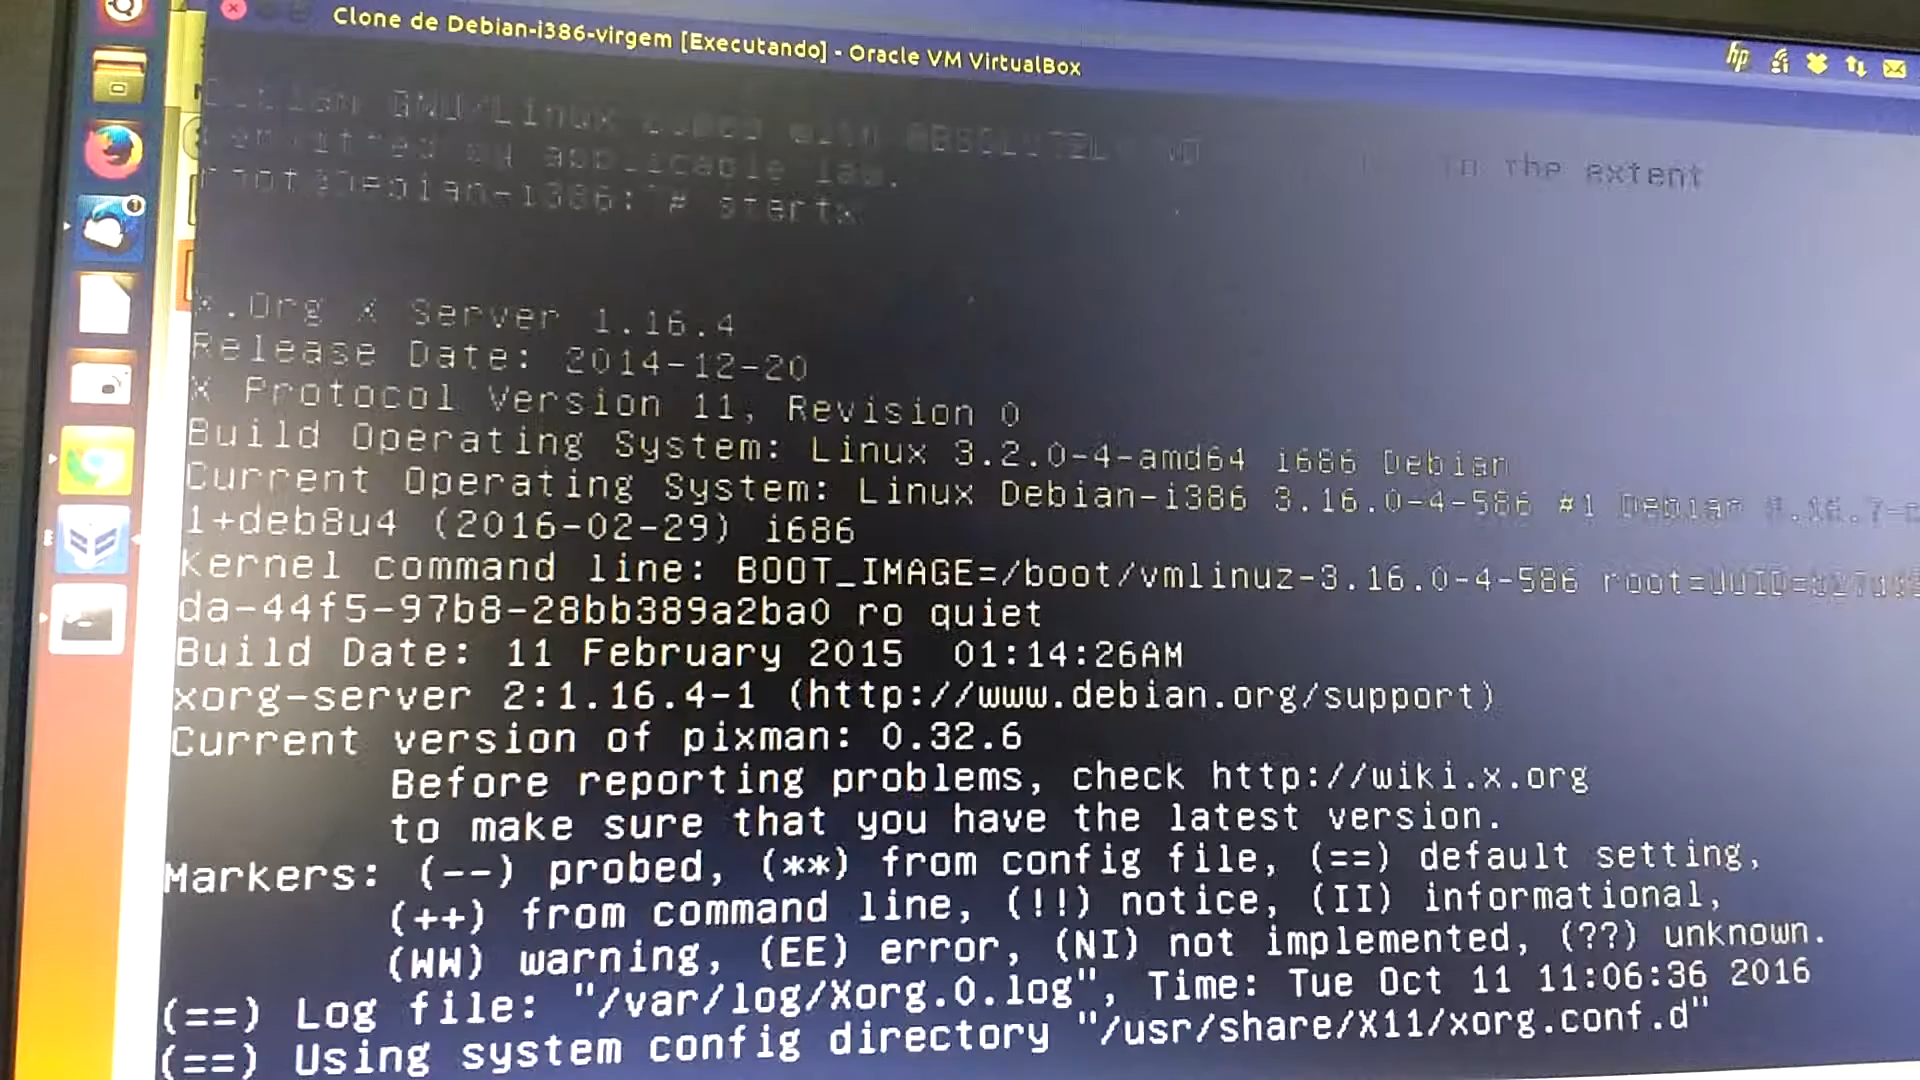 Clone de Debian-i386-virgem [Executando] - Oracle VM VirtualBox
hp
Debian GNU/Linux comes with ABSOLUTELY NO the extent
permitted by applicable law.
root@Debian-i386:~# startx
X.Org X Server 1.16.4
Release Date: 2014-12-20
X Protocol Version 11, Revision 0
Build Operating System: Linux 3.2.0-4-amd64 i686 Debian
Current Operating System: Linux Debian-i386 3.16.0-4-586 #1 Debian 3.16.7-c
1+deb8u4 (2016-02-29) i686
Kernel command line: BOOT_IMAGE=/boot/vmlinuz-3.16.0-4-586
da-44f5-97b8-28bb389a2ba0 ro quiet
Build Date: 11 February 2015  01:14:26AM
xorg-server 2:1.16.4-1 (http://www.debian.org/support)
Current version of pixman: 0.32.6
Before reporting problems, check http://wiki.x.org
to make sure that you have the latest version.
Markers: (--) probed, (**) from config file, (==) default setting,
(++) from command line, (!!) notice, (II) informational,
(WW) warning, (EE) error, (NI) not implemented, (??) unknown.
(==) Log file: "/var/log/Xorg.0.log", Time: Tue Oct 11 11:06:36 2016
(==) Using system config directory "/usr/share/X11/xorg.conf.d"